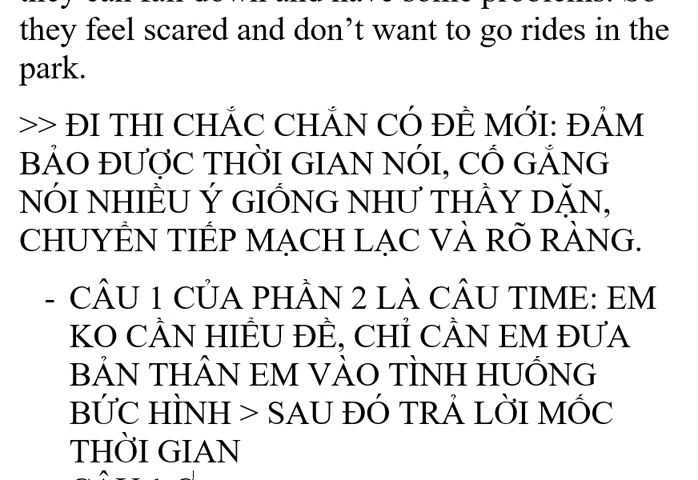 they feel scared and don’t want to go rides in the
park.
>> ĐI THI CHẮC CHẮN CÓ ĐỀ MỚI: ĐẢM
BẢO ĐƯỢC THỜI GIAN NÓI, CỐ GẮNG
NÓI NHIỀU Ý GIỐNG NHƯ THẦY DẶN,
CHUYỂN TIẾP MẠCH LẠC VÀ RÕ RÀNG.
- CÂU 1 CỦA PHẦN 2 LÀ CÂU TIME: EM
KO CẦN HIỂU ĐỀ, CHỈ CẦN EM ĐƯA
BẢN THÂN EM VÀO TÌNH HUỐNG
BỨC HÌNH > SAU ĐÓ TRẢ LỜI MỐC
THỜI GIAN